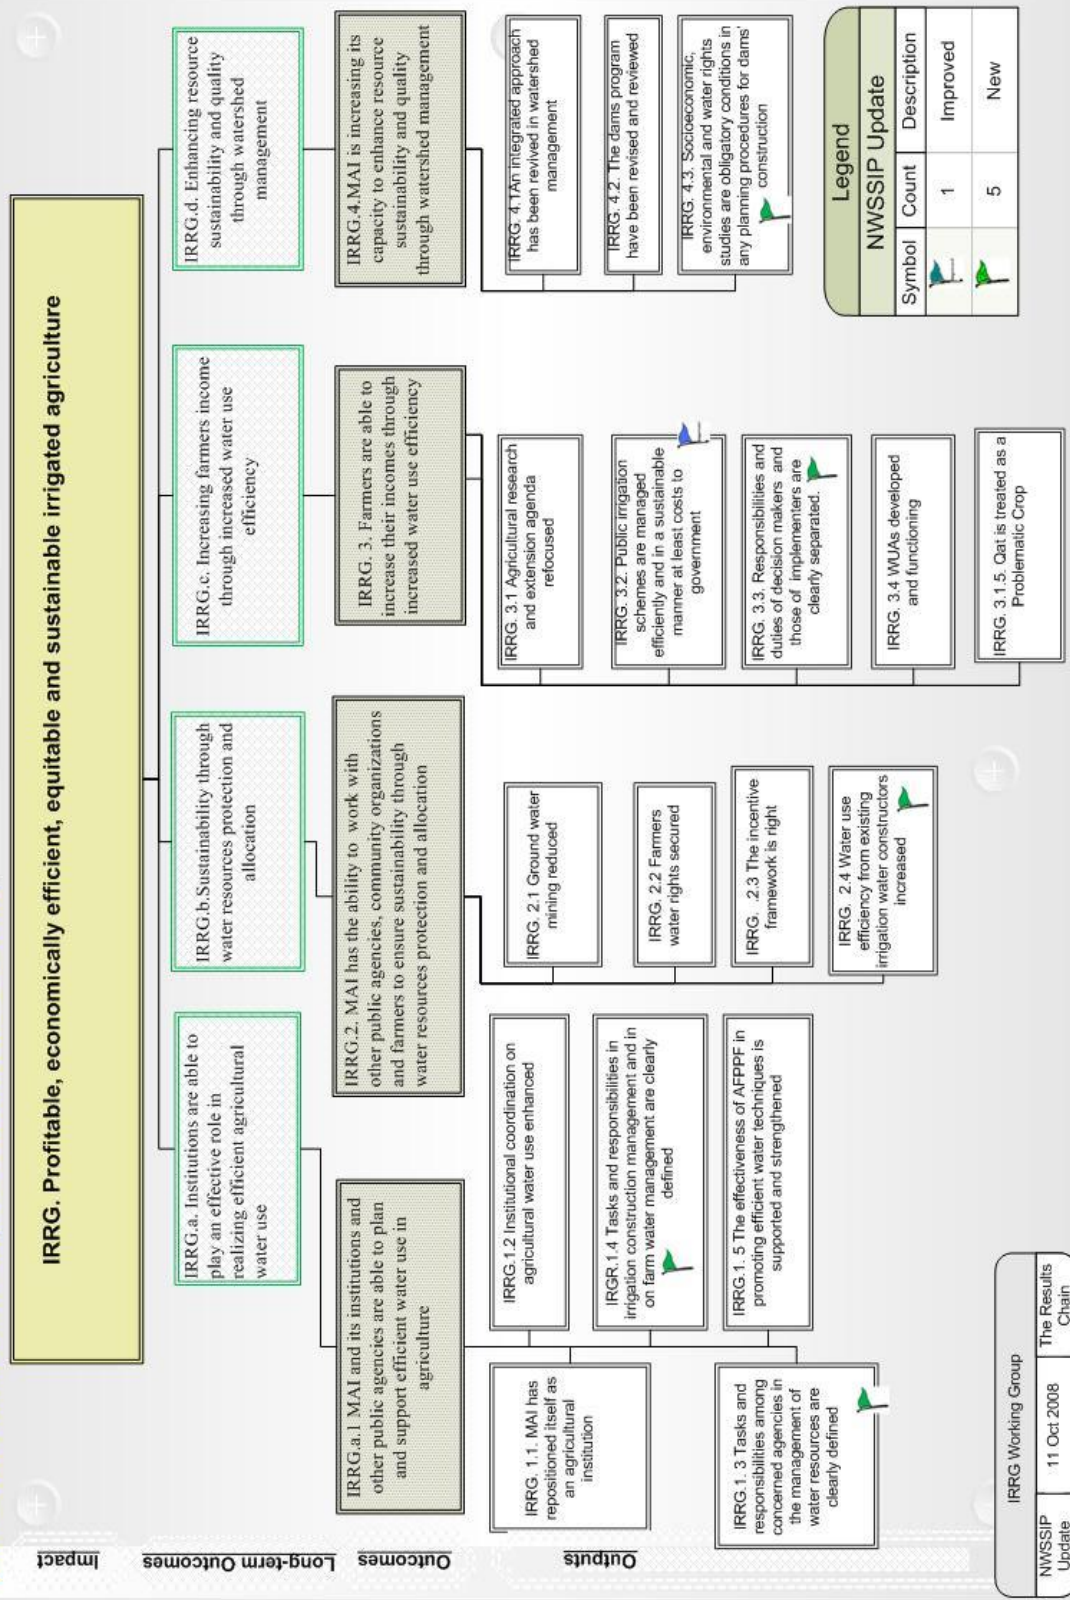 IRRG. Profitable, economically efficient, equitable and sustainable irrigated agriculture
Impact
Long-term Outcomes
IRRG.a. Institutions are able to
play an effective role in
realizing efficient agricultural
water use
IRRG.b.Sustainability through
water resources protection and
allocation
IRRG.c. Increasing farmers income
through increased water use
efficiency
IRRG.d. Enhancing resource
sustainability and quality
through watershed
management
Outcomes
IRRG.a.1 MAI and its institutions and
other public agencies are able to plan
and support efficient water use in
agriculture
IRRG.2. MAI has the ability to work with
other public agencies, community organizations
and farmers to ensure sustainability through
water resources protection and allocation
IRRG. 3. Farmers are able to
increase their incomes through
increased water use efficiency
IRRG.4.MAI is increasing its
capacity to enhance resource
sustainability and quality
through watershed management
Outputs
IRRG. 1.1. MAI has
repositioned itself as
an agricultural
institution
IRRG.1.2 Institutional coordination on
agricultural water use enhanced
IRRG.1. 3 Tasks and
responsibilities among
concerned agencies in
the management of
water resources are
clearly defined
IRGR.1.4 Tasks and responsibilities in
irrigation construction management and in
on farm water management are clearly
defined
IRRG.1. 5 The effectiveness of AFPPF in
promoting efficient water techniques is
supported and strengthened
IRRG. 2.1 Ground water
mining reduced
IRRG. 2.2 Farmers
water rights secured
IRRG. .2.3 The incentive
framework is right
IRRG. 2.4 Water use
efficiency from existing
irrigation water constructors
increased
IRRG. 3.1 Agricultural research
and extension agenda
refocused
IRRG. 3.2. Public irrigation
schemes are managed
efficiently and in a sustainable
manner at least costs to
government
IRRG. 3.3. Responsibilities and
duties of decision makers and
those of implementers are
clearly separated.
IRRG. 3.4 WUAs developed
and functioning
IRRG. 3.1.5. Qat is treated as a
Problematic Crop
IRRG. 4.1An integrated approach
has been revived in watershed
management
IRRG. 4.2. The dams program
have been revised and reviewed
IRRG. 4.3. Socioeconomic,
environmental and water rights
studies are obligatory conditions in
any planning procedures for dams'
construction
Legend
NWSSIP Update
Symbol Count Description
1 Improved
5 New
IRRG Working Group
NWSSIP
Update
11 Oct 2008
The Results
Chain